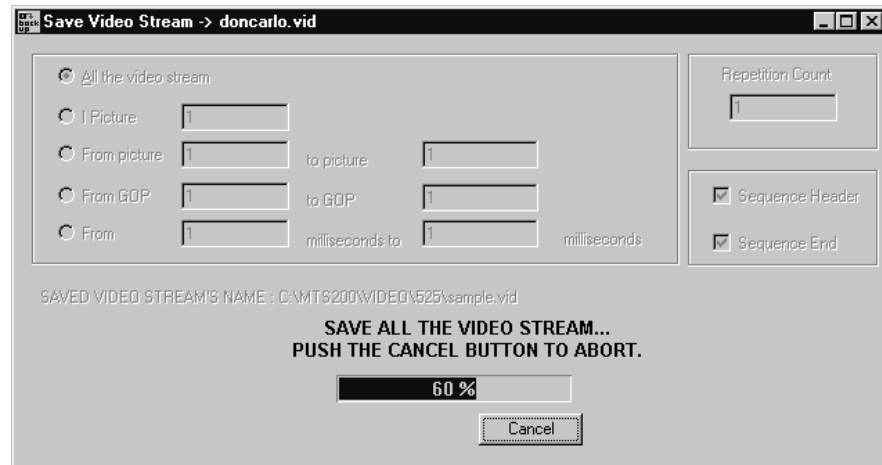 back up
Save Video Stream -> doncarlo.vid
All the video stream
I Picture 1
From picture 1 to picture 1
From GOP 1 to GOP 1
From 1 milliseconds to 1 milliseconds
Repetition Count
1
Sequence Header
Sequence End
SAVED VIDEO STREAM'S NAME : C:\MTS200\VIDEO\525\sample.vid
SAVE ALL THE VIDEO STREAM...
PUSH THE CANCEL BUTTON TO ABORT.
60 %
Cancel